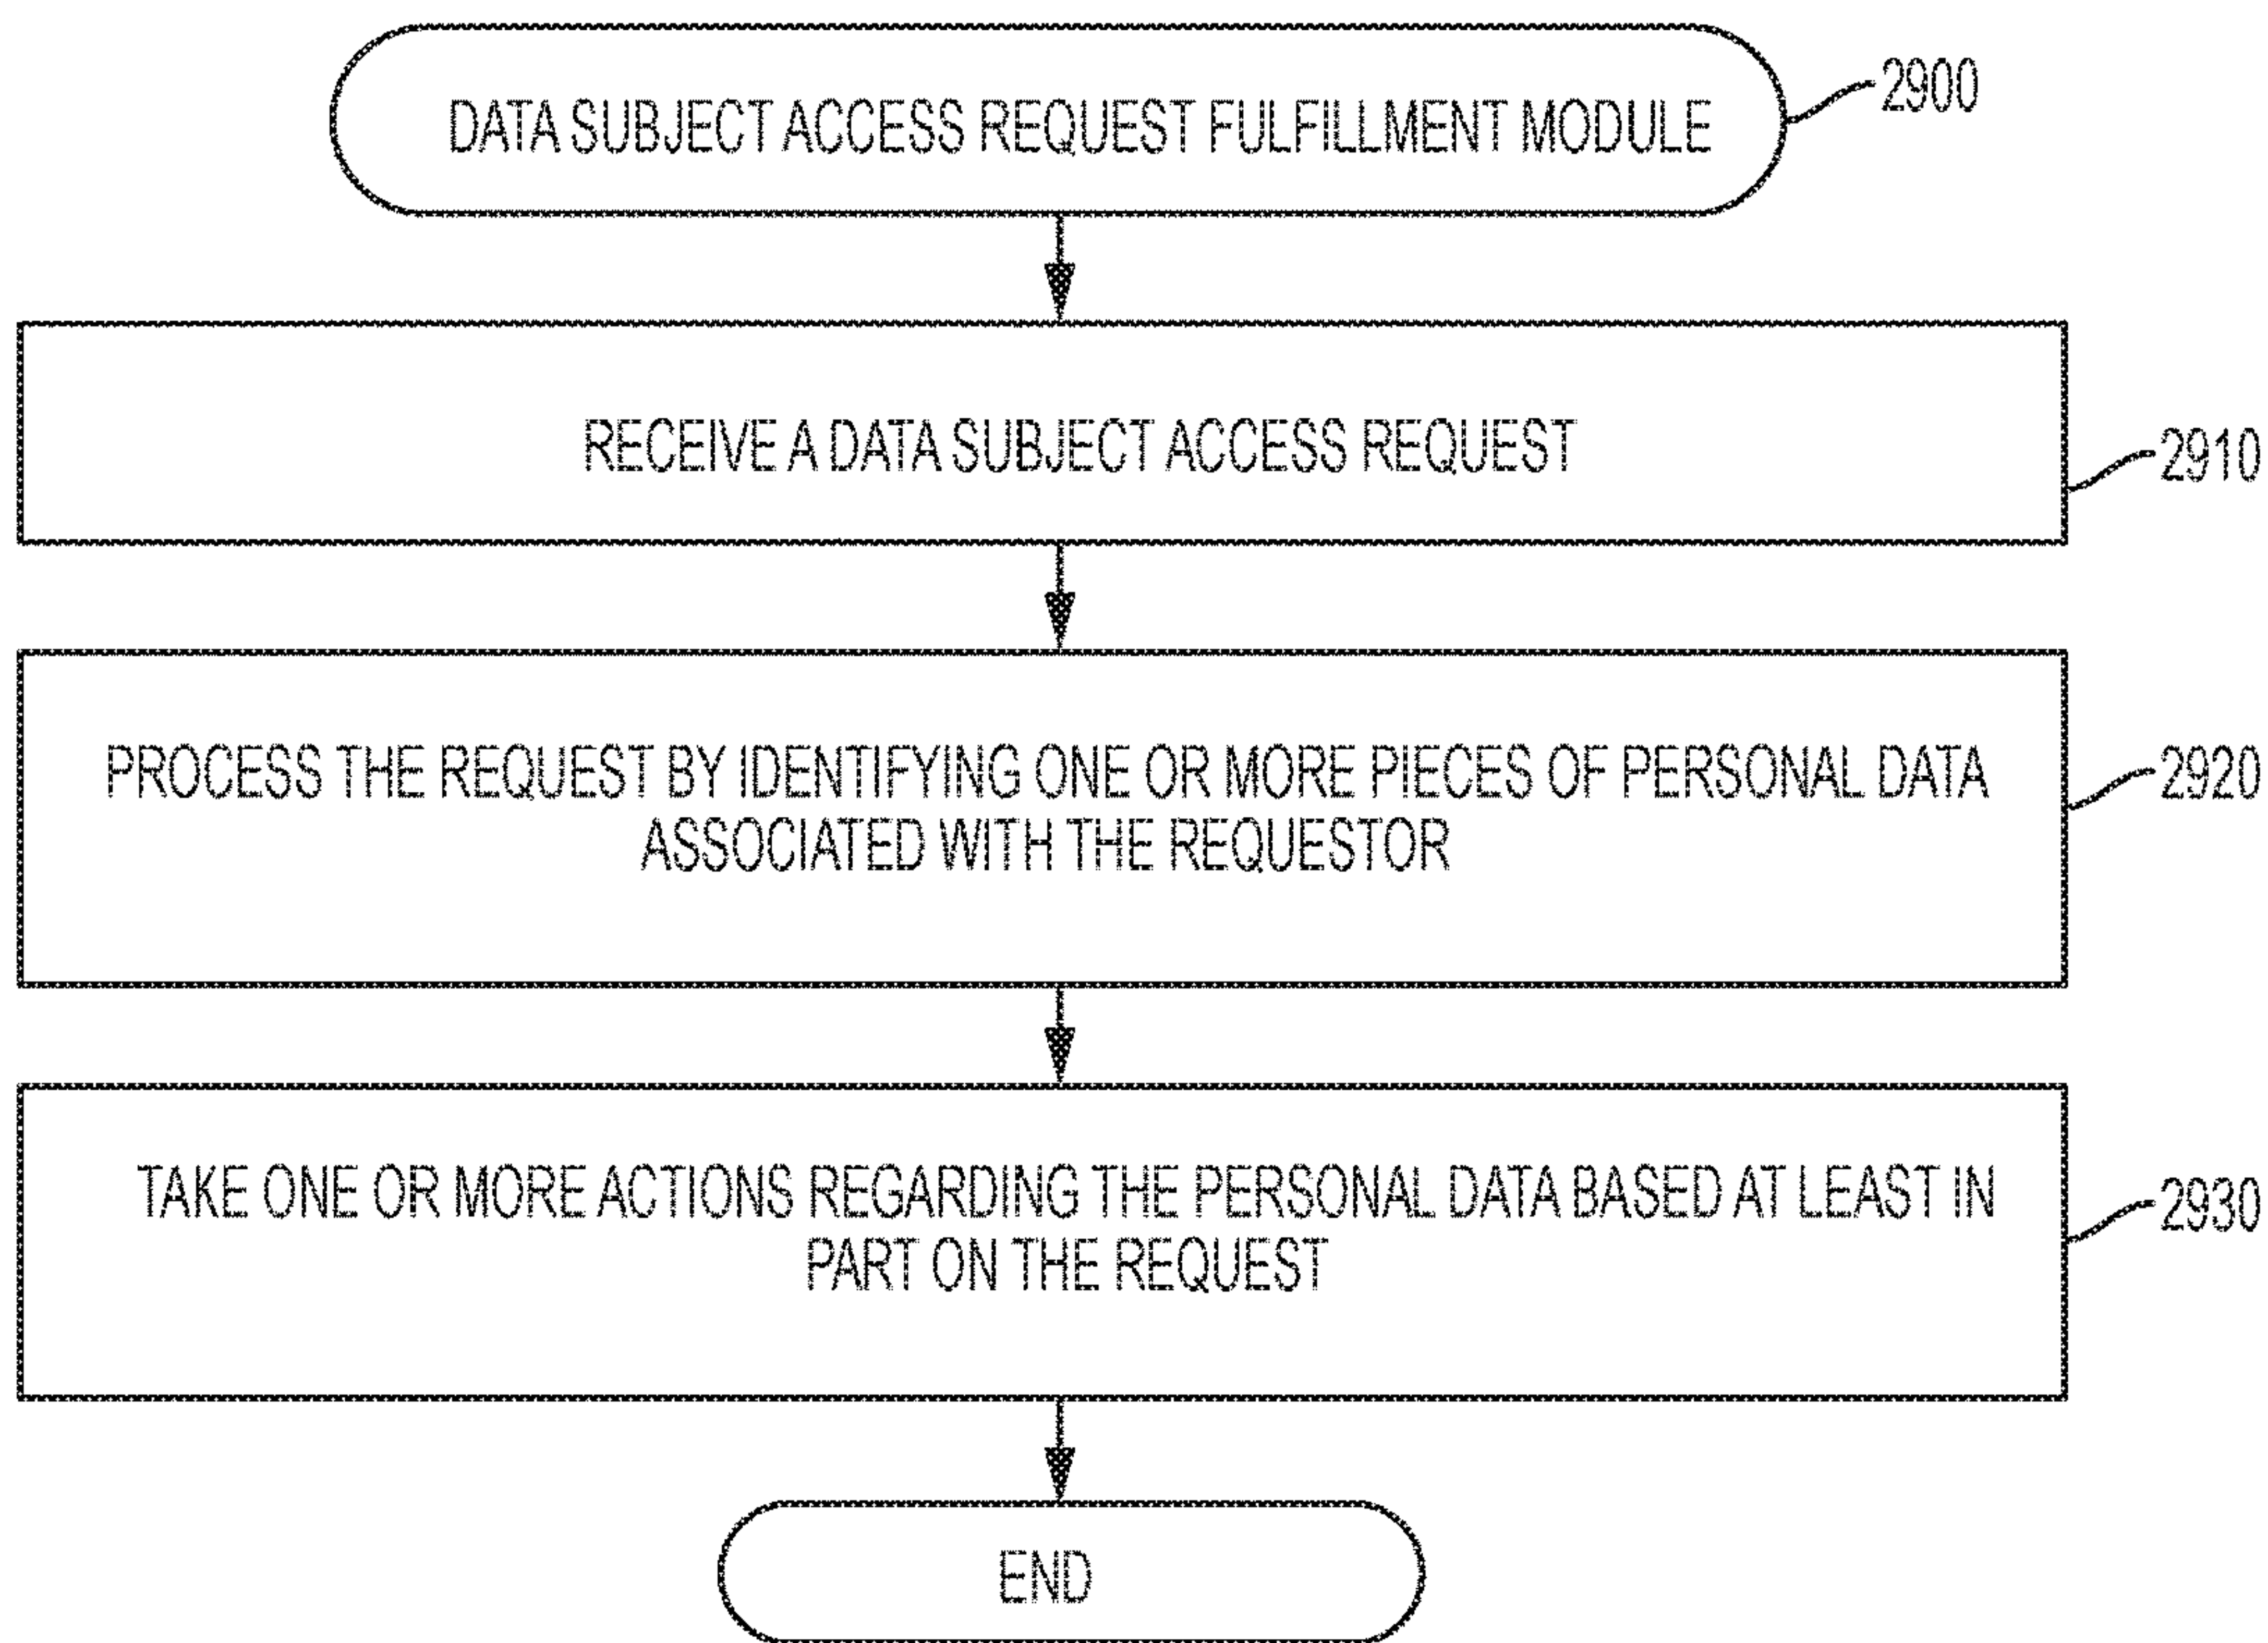 DATA SUBJECT ACCESS REQUEST FULFILLMENT MODULE
2900
RECEIVE A DATA SUBJECT ACCESS REQUEST
2910
PROCESS THE REQUEST BY IDENTIFYING ONE OR MORE PIECES OF PERSONAL DATA
ASSOCIATED WITH THE REQUESTOR
2920
TAKE ONE OR MORE ACTIONS REGARDING THE PERSONAL DATA BASED AT LEAST IN
PART ON THE REQUEST
2930
END